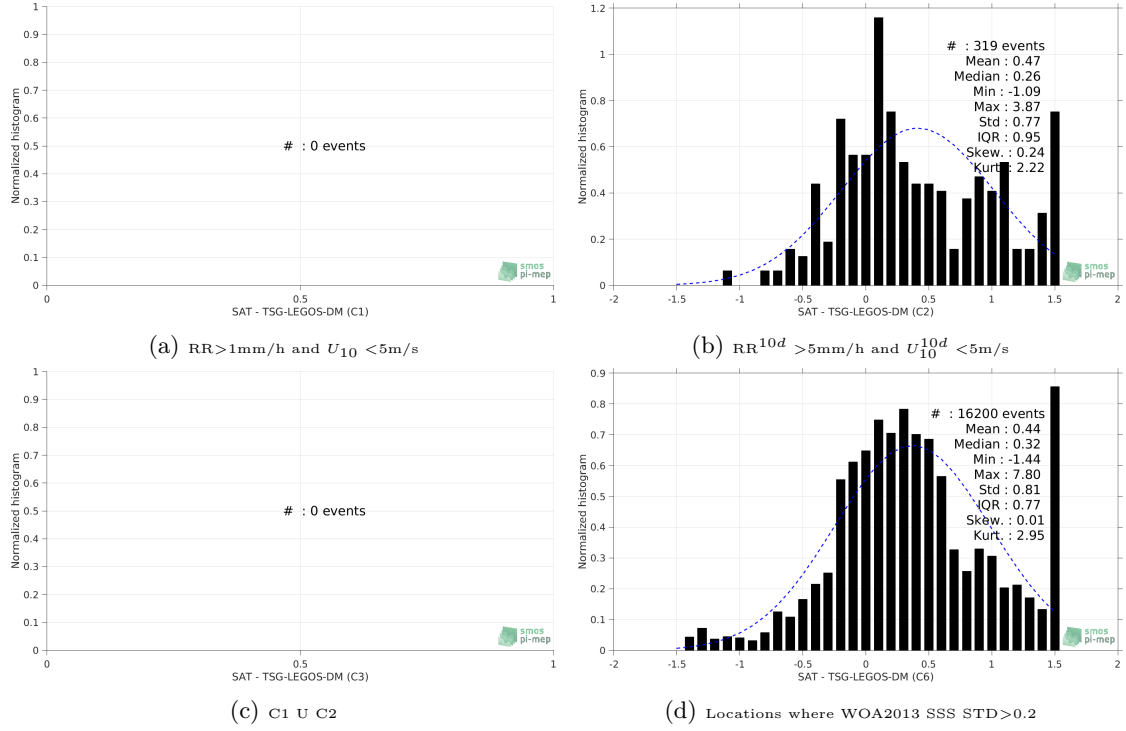 1
0.9
0.8
0.7
0.6
0.5
0.4
0.3
0.2
0.1
0
0
0.5
1
Normalized histogram
# : 0 events
smos
pi-mep
SAT - TSG-LEGOS-DM (C1)
(a) RR>1mm/h and U10 <5m/s
1.2
1
0.8
0.6
0.4
0.2
0
-2
-1.5
-1
-0.5
0
0.5
1
1.5
2
Normalized histogram
# : 319 events
Mean : 0.47
Median : 0.26
Min : -1.09
Max : 3.87
Std : 0.77
IQR : 0.95
Skew. : 0.24
Kurt. : 2.22
smos
pi-mep
SAT - TSG-LEGOS-DM (C2)
(b) RR10d >5mm/h and U10d10 <5m/s
1
0.9
0.8
0.7
0.6
0.5
0.4
0.3
0.2
0.1
0
0
0.5
1
Normalized histogram
# : 0 events
smos
pi-mep
SAT - TSG-LEGOS-DM (C3)
(c) C1 U C2
0.9
0.8
0.7
0.6
0.5
0.4
0.3
0.2
0.1
0
-2
-1.5
-1
-0.5
0
0.5
1
1.5
2
Normalized histogram
# : 16200 events
Mean : 0.44
Median : 0.32
Min : -1.44
Max : 7.80
Std : 0.81
IQR : 0.77
Skew. : 0.01
Kurt. : 2.95
smos
pi-mep
SAT - TSG-LEGOS-DM (C6)
(d) Locations where WOA2013 SSS STD>0.2